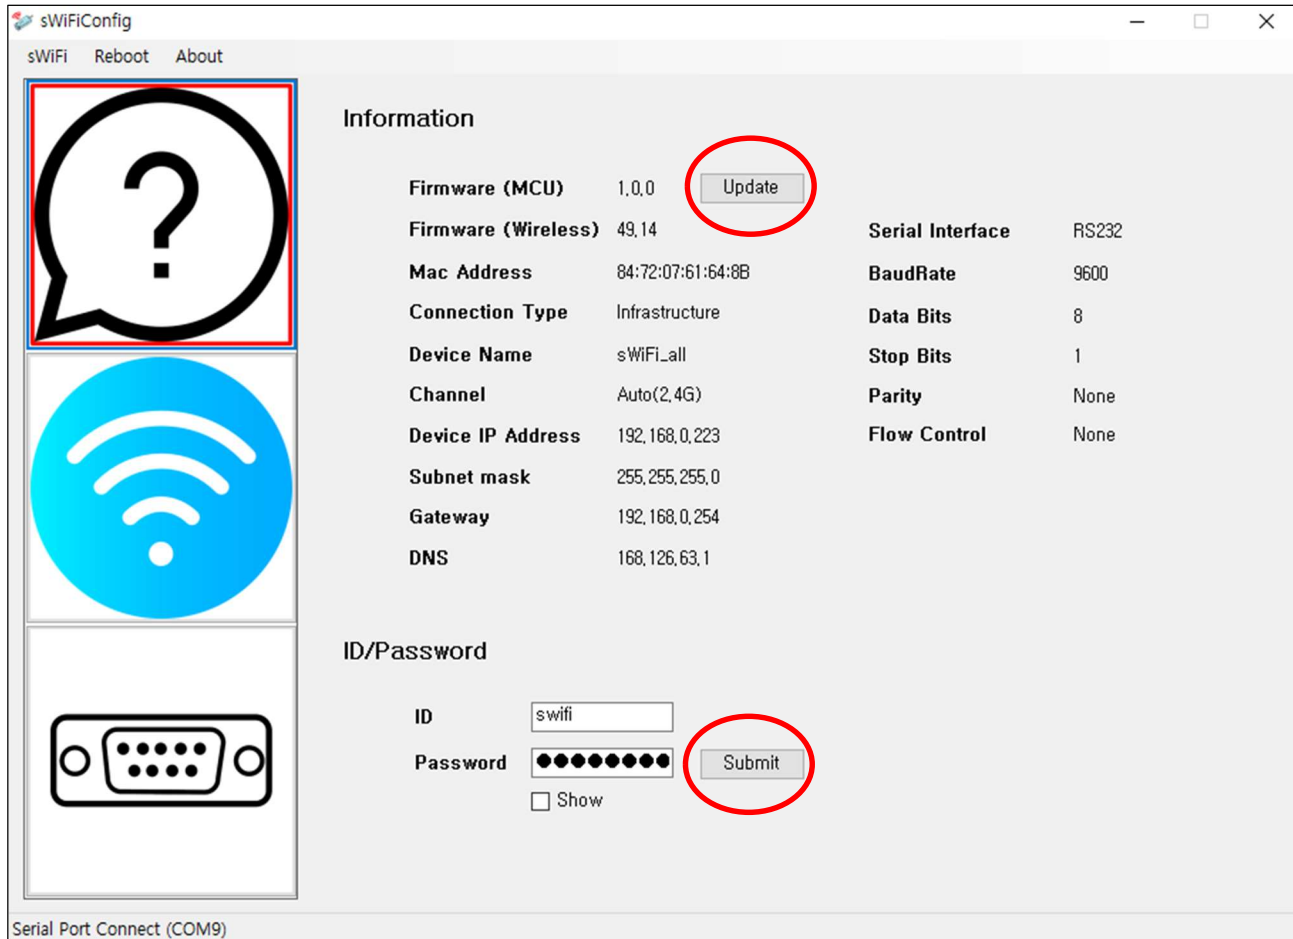 sWiFiConfig
sWiFi Reboot About
Information
Firmware (MCU) 1.0.0 Update
Firmware (Wireless) 49.14
Mac Address 84:72:07:61:64:8B
Connection Type Infrastructure
Device Name sWiFi_all
Channel Auto(2.4G)
Device IP Address 192.168.0.223
Subnet mask 255.255.255.0
Gateway 192.168.0.254
DNS 168.126.63.1
Serial Interface RS232
BaudRate 9600
Data Bits 8
Stop Bits 1
Parity None
Flow Control None
ID/Password
ID swifi
Password ●●●●●●●● Submit
Show
Serial Port Connect (COM9)